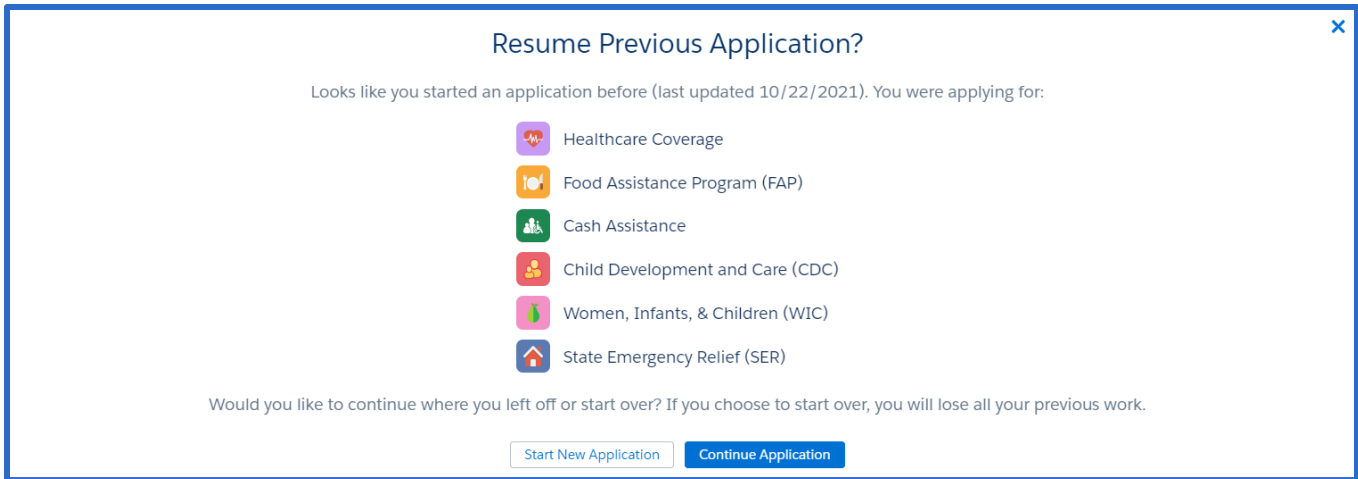 Resume Previous Application?
Looks like you started an application before (last updated 10/22/2021). You were applying for:
Healthcare Coverage
Food Assistance Program (FAP)
Cash Assistance
Child Development and Care (CDC)
Women, Infants, & Children (WIC)
State Emergency Relief (SER)
Would you like to continue where you left off or start over? If you choose to start over, you will lose all your previous work.
Start New Application Continue Application